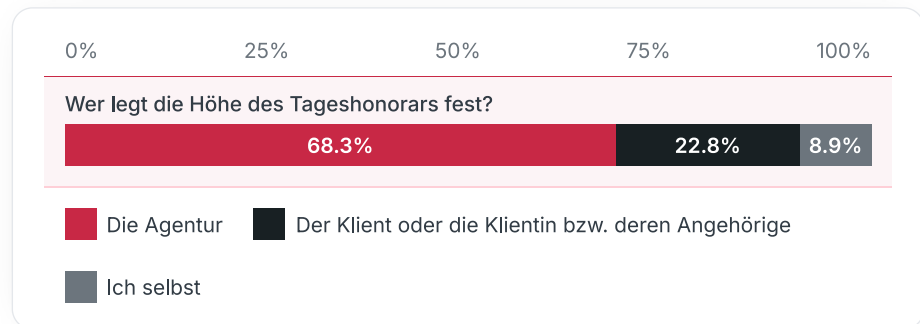 0% 25% 50% 75% 100%
Wer legt die Höhe des Tageshonorars fest?
68.3% 22.8% 8.9%
Die Agentur Der Klient oder die Klientin bzw. deren Angehörige
Ich selbst